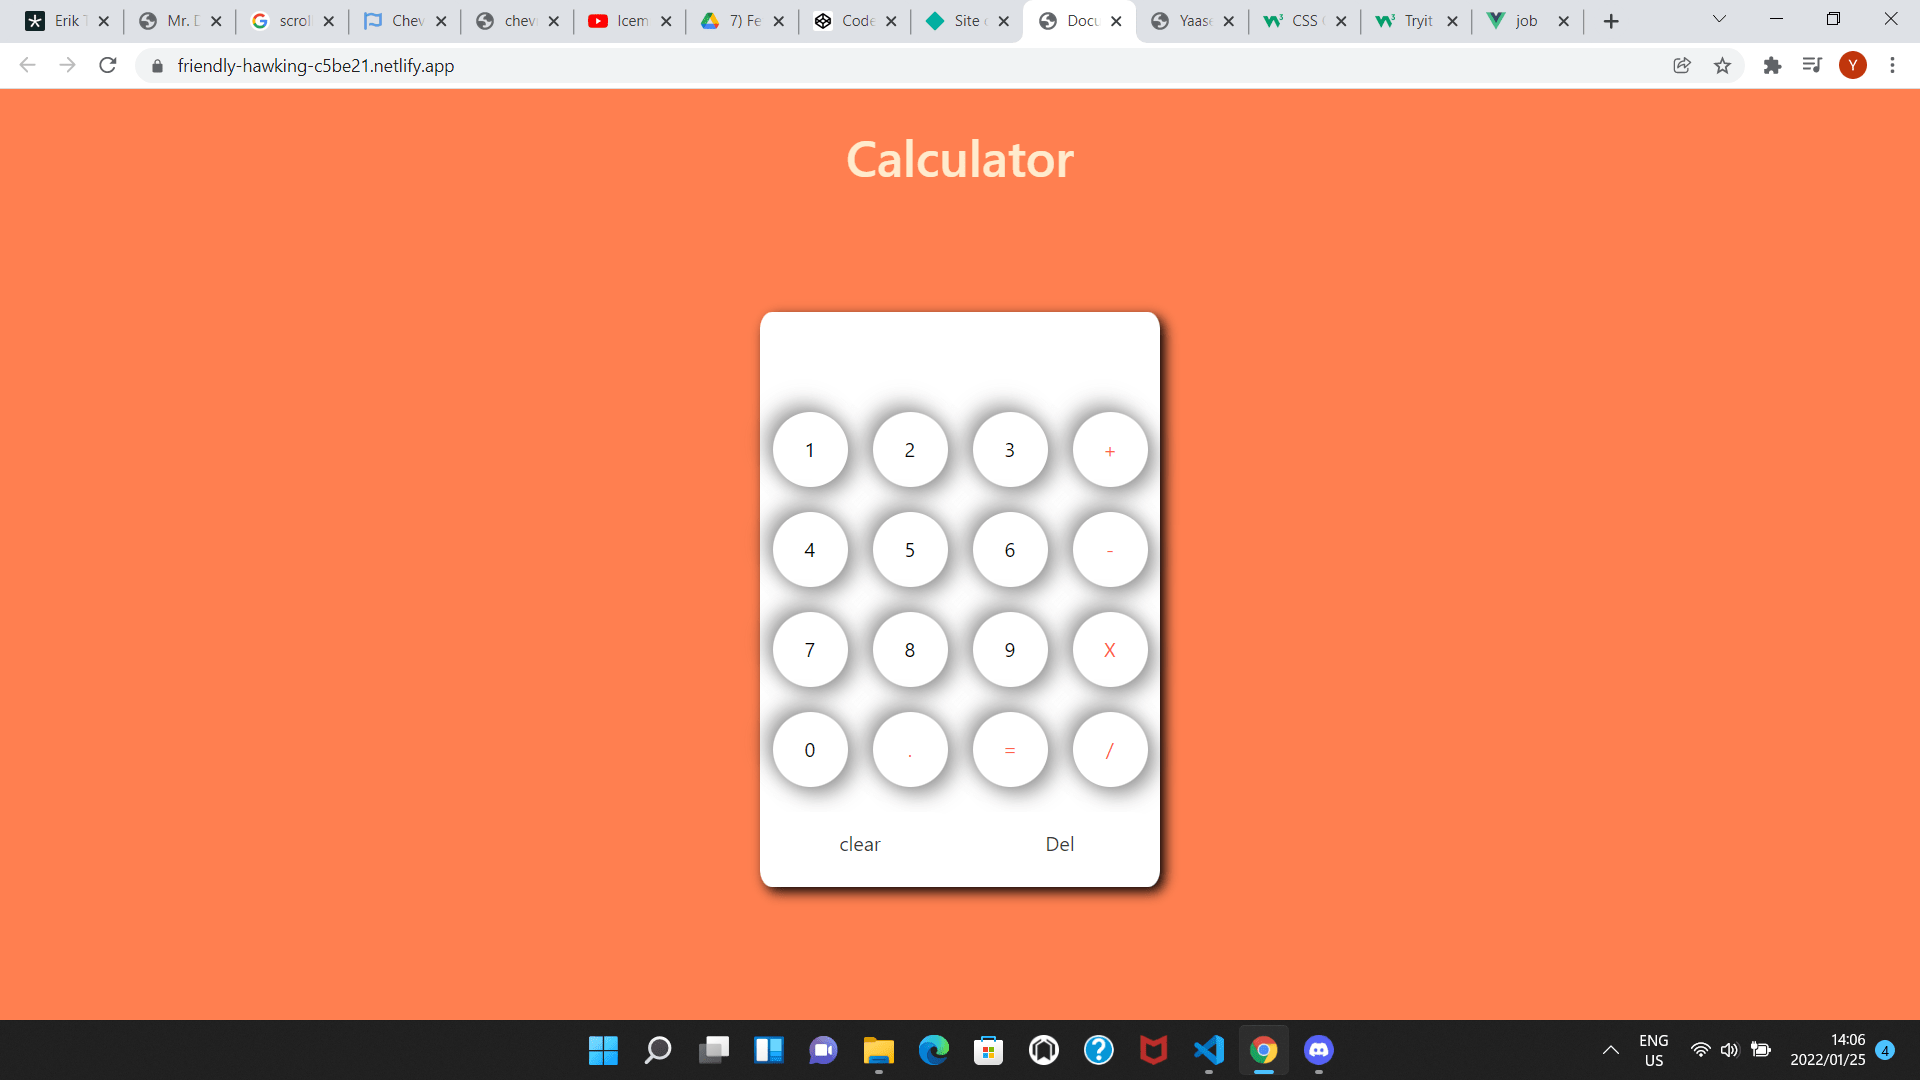 Erik Mr. scrol Chev chev Icem 7) Fe Code Site Docu Yaase CSS Tryit job
friendly-hawking-c5be21.netlify.app
Y
Calculator
1 2 3 +
4 5 6 -
7 8 9 X
0 . = /
clear Del
ENG
US
14:06
2022/01/25
4